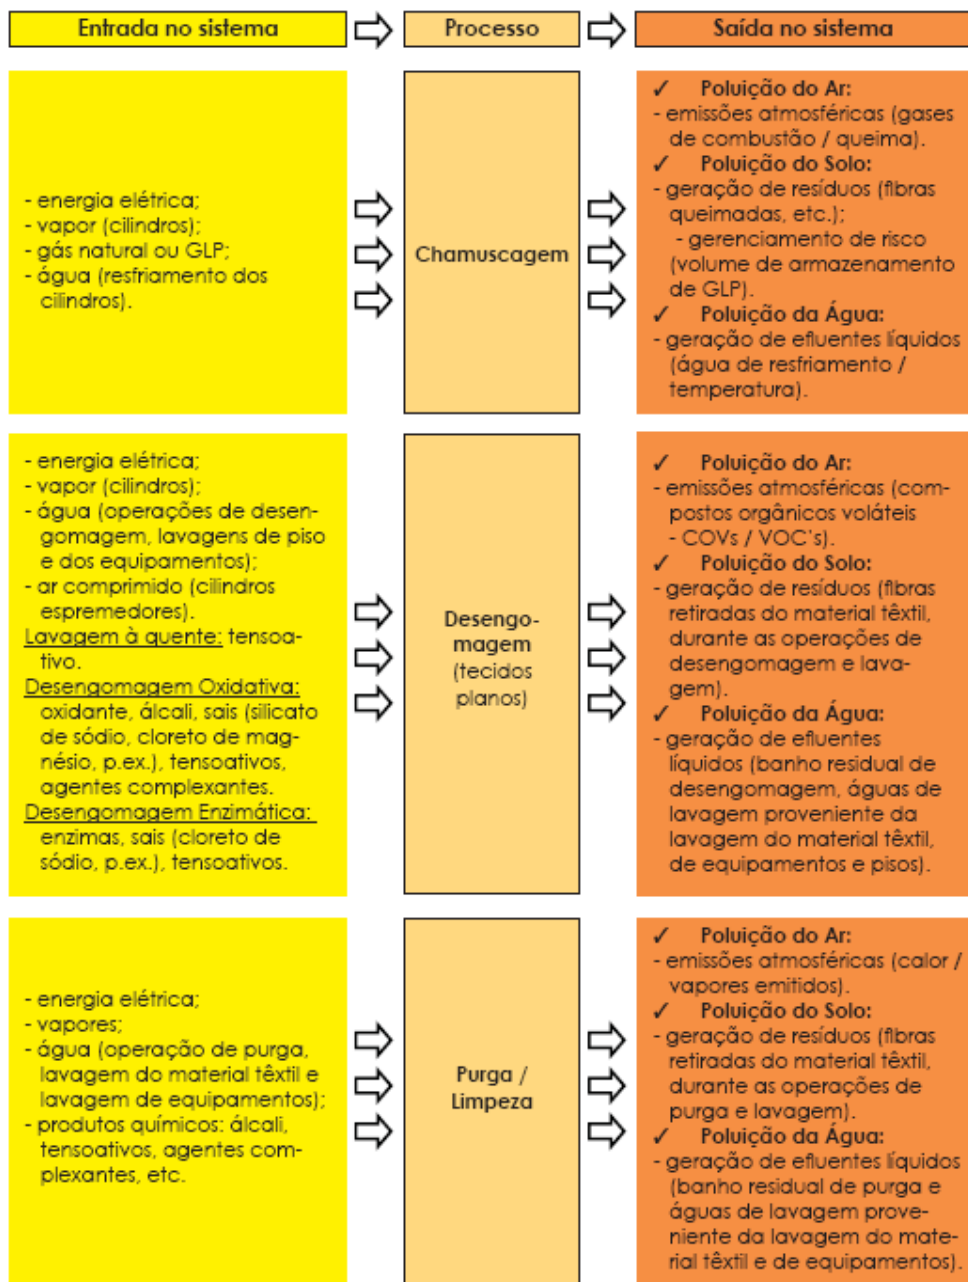 Entrada no sistema
Processo
Saída no sistema
- energia elétrica;
- vapor (cilindros);
- gás natural ou GLP;
- água (resfriamento dos
cilindros).
Chamuscagem
✓ Poluição do Ar:
- emissões atmosféricas (gases
de combustão / queima).
✓ Poluição do Solo:
- geração de resíduos (fibras
queimadas, etc.);
- gerenciamento de risco
(volume de armazenamento
de GLP).
✓ Poluição da Água:
- geração de efluentes líquidos
(água de resfriamento /
temperatura).
- energia elétrica;
- vapor (cilindros);
- água (operações de desen-
gomagem, lavagens de piso
e dos equipamentos);
- ar comprimido (cilindros
espremedores).
Lavagem à quente: tensoa-
tivo.
Desengomagem Oxidativa:
oxidante, álcali, sais (silicato
de sódio, cloreto de mag-
nésio, p.ex.), tensoativos,
agentes complexantes.
Desengomagem Enzimática:
enzimas, sais (cloreto de
sódio, p.ex.), tensoativos.
Desengo-
magem
(tecidos
planos)
✓ Poluição do Ar:
- emissões atmosféricas (com-
postos orgânicos voláteis
- COVs / VOC's).
✓ Poluição do Solo:
- geração de resíduos (fibras
retiradas do material têxtil,
durante as operações de
desengomagem e lava-
gem).
✓ Poluição da Água:
- geração de efluentes
líquidos (banho residual de
desengomagem, águas de
lavagem proveniente da
lavagem do material têxtil,
de equipamentos e pisos).
- energia elétrica;
- vapores;
- água (operação de purga,
lavagem do material têxtil e
lavagem de equipamentos);
- produtos químicos: álcali,
tensoativos, agentes com-
plexantes, etc.
Purga /
Limpeza
✓ Poluição do Ar:
- emissões atmosféricas (calor /
vapores emitidos).
✓ Poluição do Solo:
- geração de resíduos (fibras
retiradas do material têxtil,
durante as operações de
purga e lavagem).
✓ Poluição da Água:
- geração de efluentes líquidos
(banho residual de purga e
águas de lavagem prove-
niente da lavagem do mate-
rial têxtil e de equipamentos).